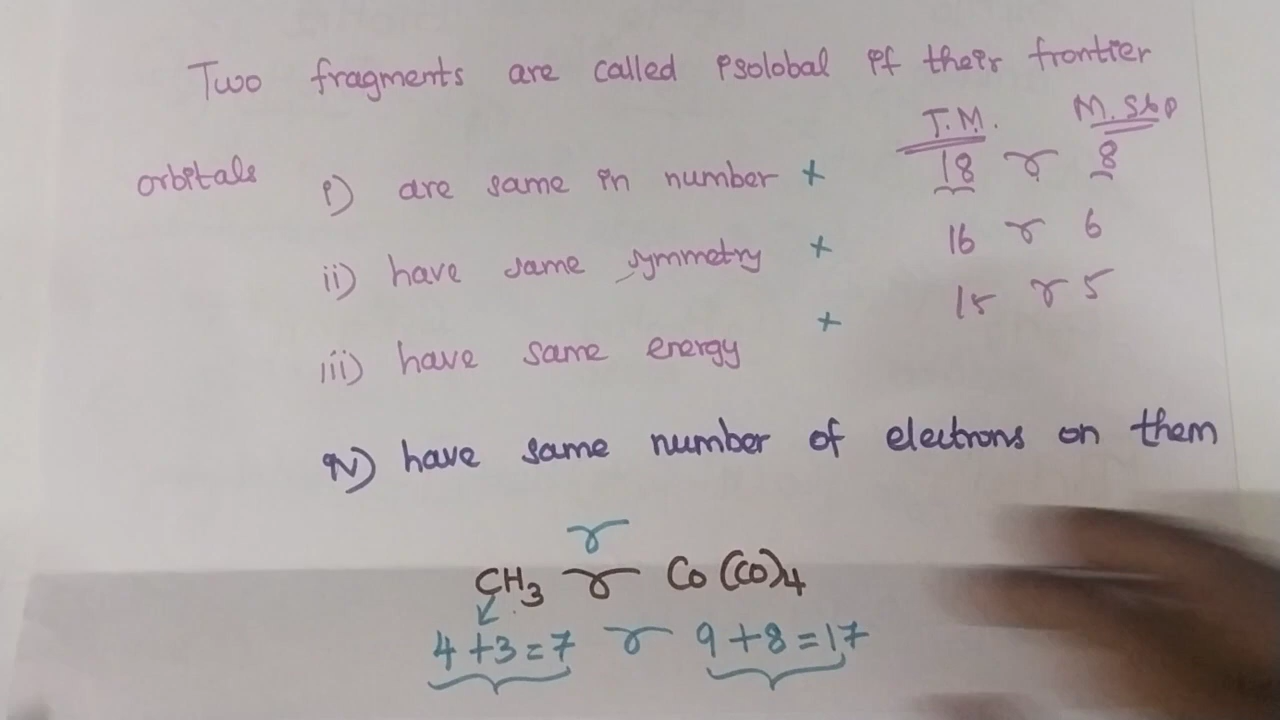 Two fragments are called isolobal if their frontier
T.M. M. S&P
orbitals i) are same in number + 18 8
ii) have same symmetry + 16 6
+ 15 5
iii) have same energy
iv) have same number of electrons on them
CH3 Co(CO)4
4+3=7 9+8=17